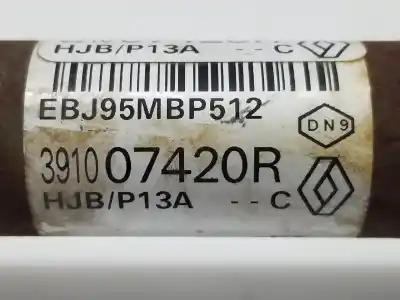 HJB/P13A -- C
EBJ95MBP512
DN9
391007420R
HJB/P13A -- C